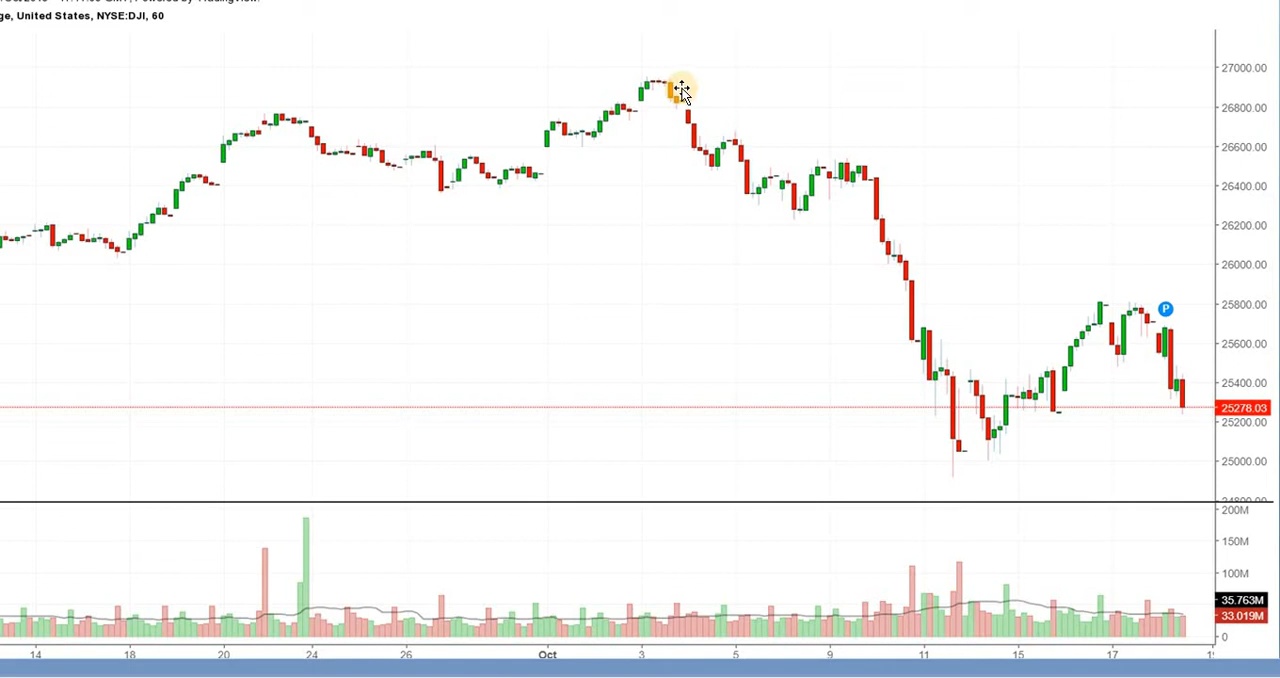 ge, United States, NYSE:DJI, 60
27000.00
26800.00
26600.00
26400.00
26200.00
26000.00
25800.00
P
25600.00
25400.00
25278.03
25200.00
25000.00
24800.00
200M
150M
100M
35.763M
33.019M
0
14 18 20 24 26 Oct 3 5 9 11 15 17